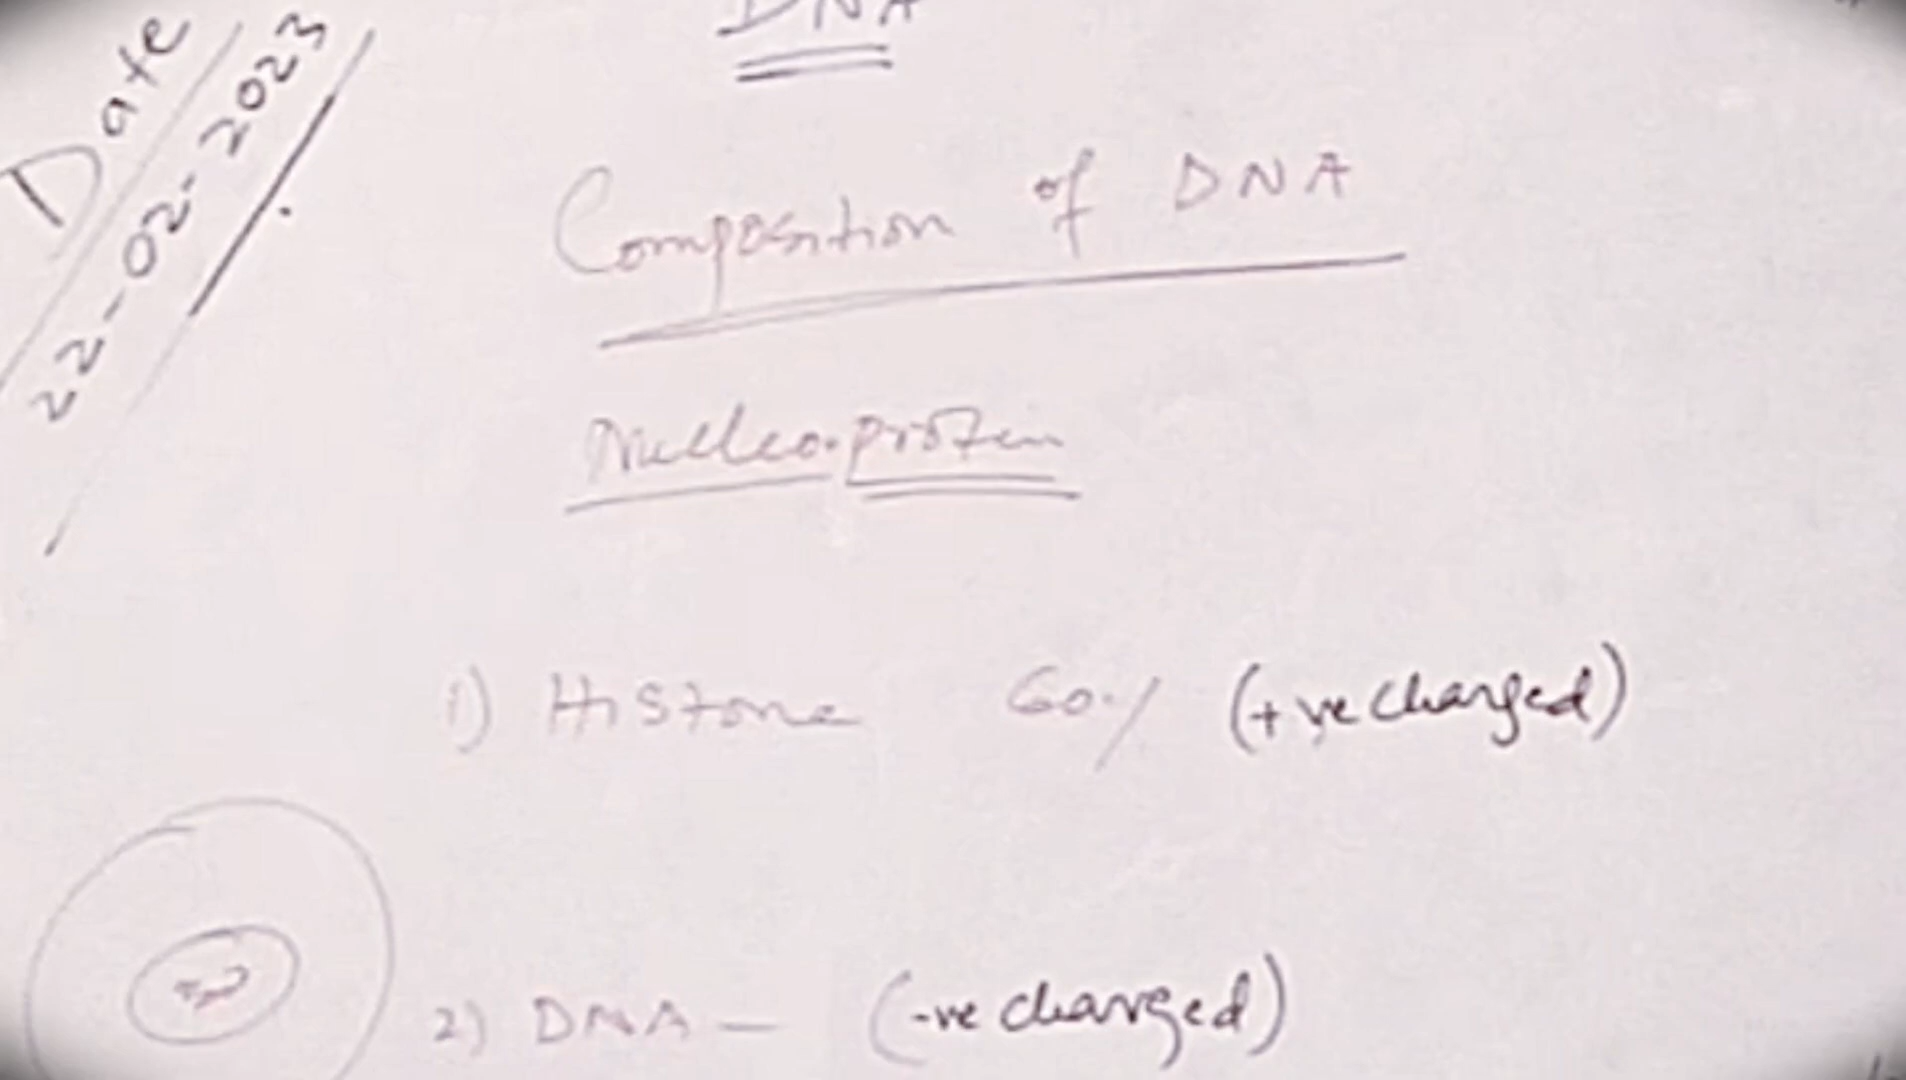 Date
22-02-2023
DNA
Composition of DNA
Nucleoprotein
1) Histone 60% (+ve charged)
2) DNA — (-ve charged)